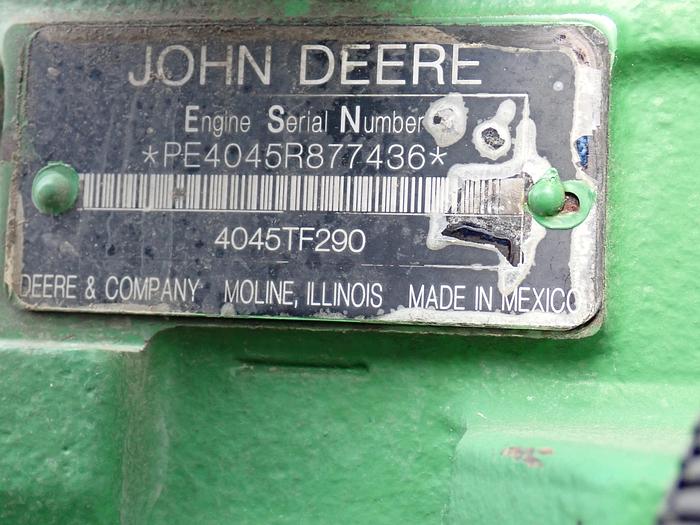 JOHN DEERE
Engine Serial Number
*PE4045R877436*
4045TF290
DEERE & COMPANY MOLINE, ILLINOIS MADE IN MEXICO